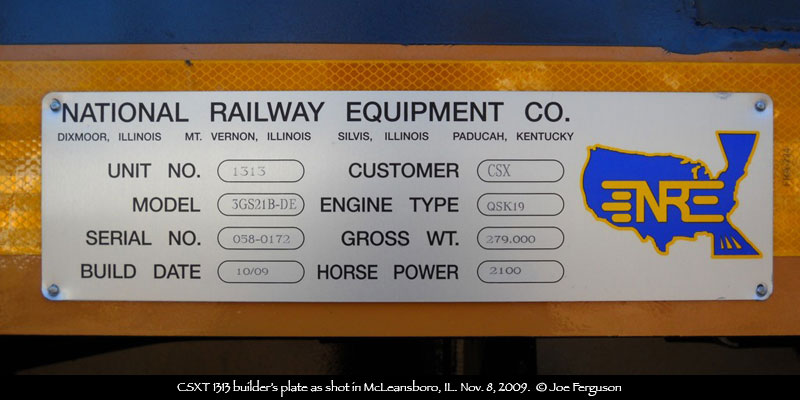 NATIONAL RAILWAY EQUIPMENT CO.
DIXMOOR, ILLINOIS MT. VERNON, ILLINOIS SILVIS, ILLINOIS PADUCAH, KENTUCKY
UNIT NO. 1313 CUSTOMER CSX
MODEL 3GS21B-DE ENGINE TYPE QSK19
SERIAL NO. 058-0172 GROSS WT. 279,000
BUILD DATE 10/09 HORSE POWER 2100
NRE
CSXT 1313 builder's plate as shot in McLeansboro, IL. Nov. 8, 2009. © Joe Ferguson